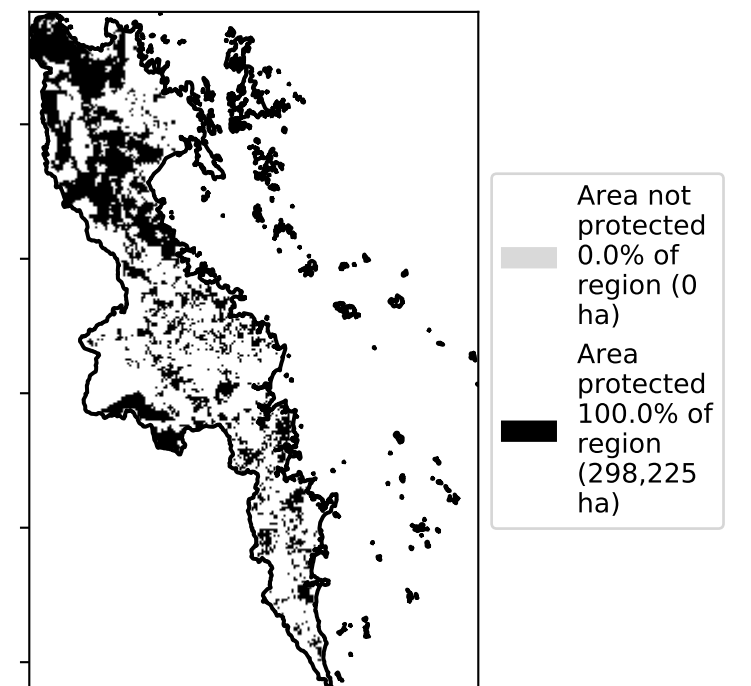 Area not
protected
0.0% of
region (0
ha)
Area
protected
100.0% of
region
(298,225
ha)